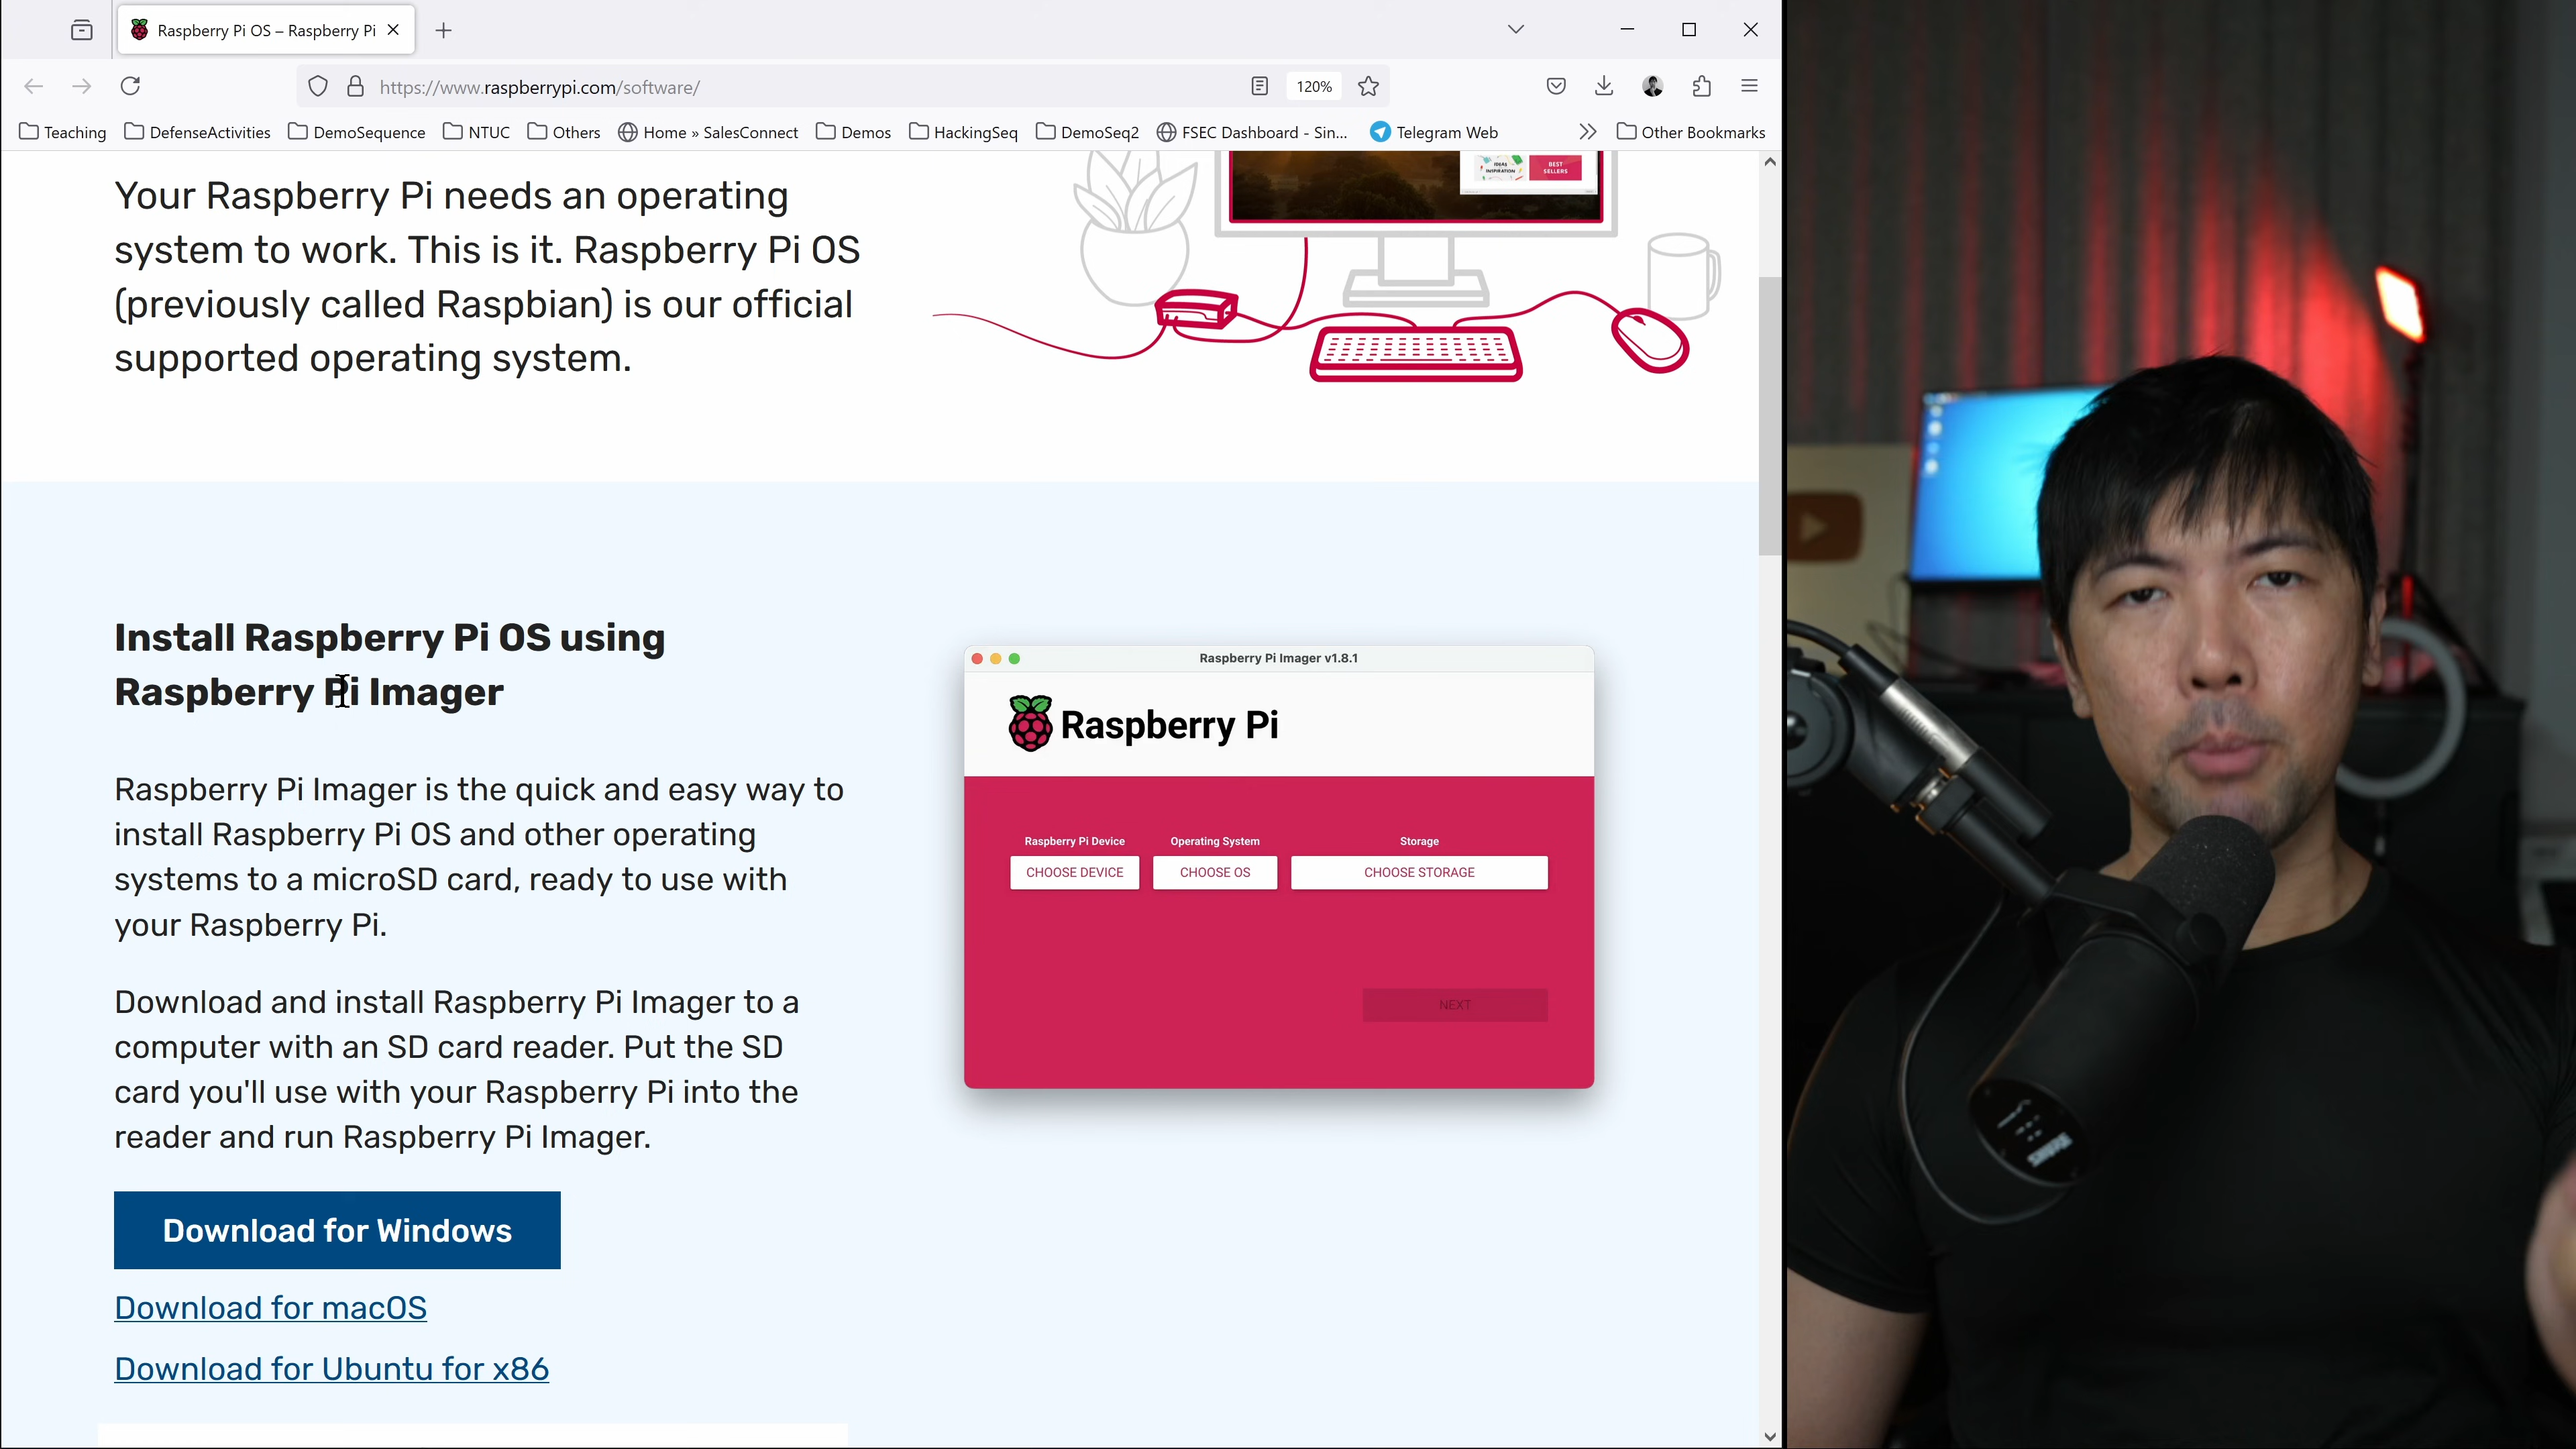 Raspberry Pi OS – Raspberry Pi
https://www.raspberrypi.com/software/
120%
Teaching
DefenseActivities
DemoSequence
NTUC
Others
Home » SalesConnect
Demos
HackingSeq
DemoSeq2
FSEC Dashboard - Sin...
Telegram Web
Other Bookmarks
IDEAS
INSPIRATION
BEST
SELLERS
Your Raspberry Pi needs an operating
system to work. This is it. Raspberry Pi OS
(previously called Raspbian) is our official
supported operating system.
Install Raspberry Pi OS using
Raspberry Pi Imager
Raspberry Pi Imager is the quick and easy way to
install Raspberry Pi OS and other operating
systems to a microSD card, ready to use with
your Raspberry Pi.
Download and install Raspberry Pi Imager to a
computer with an SD card reader. Put the SD
card you'll use with your Raspberry Pi into the
reader and run Raspberry Pi Imager.
Download for Windows
Download for macOS
Download for Ubuntu for x86
Raspberry Pi Imager v1.8.1
Raspberry Pi
Raspberry Pi Device
Operating System
Storage
CHOOSE DEVICE
CHOOSE OS
CHOOSE STORAGE
NEXT